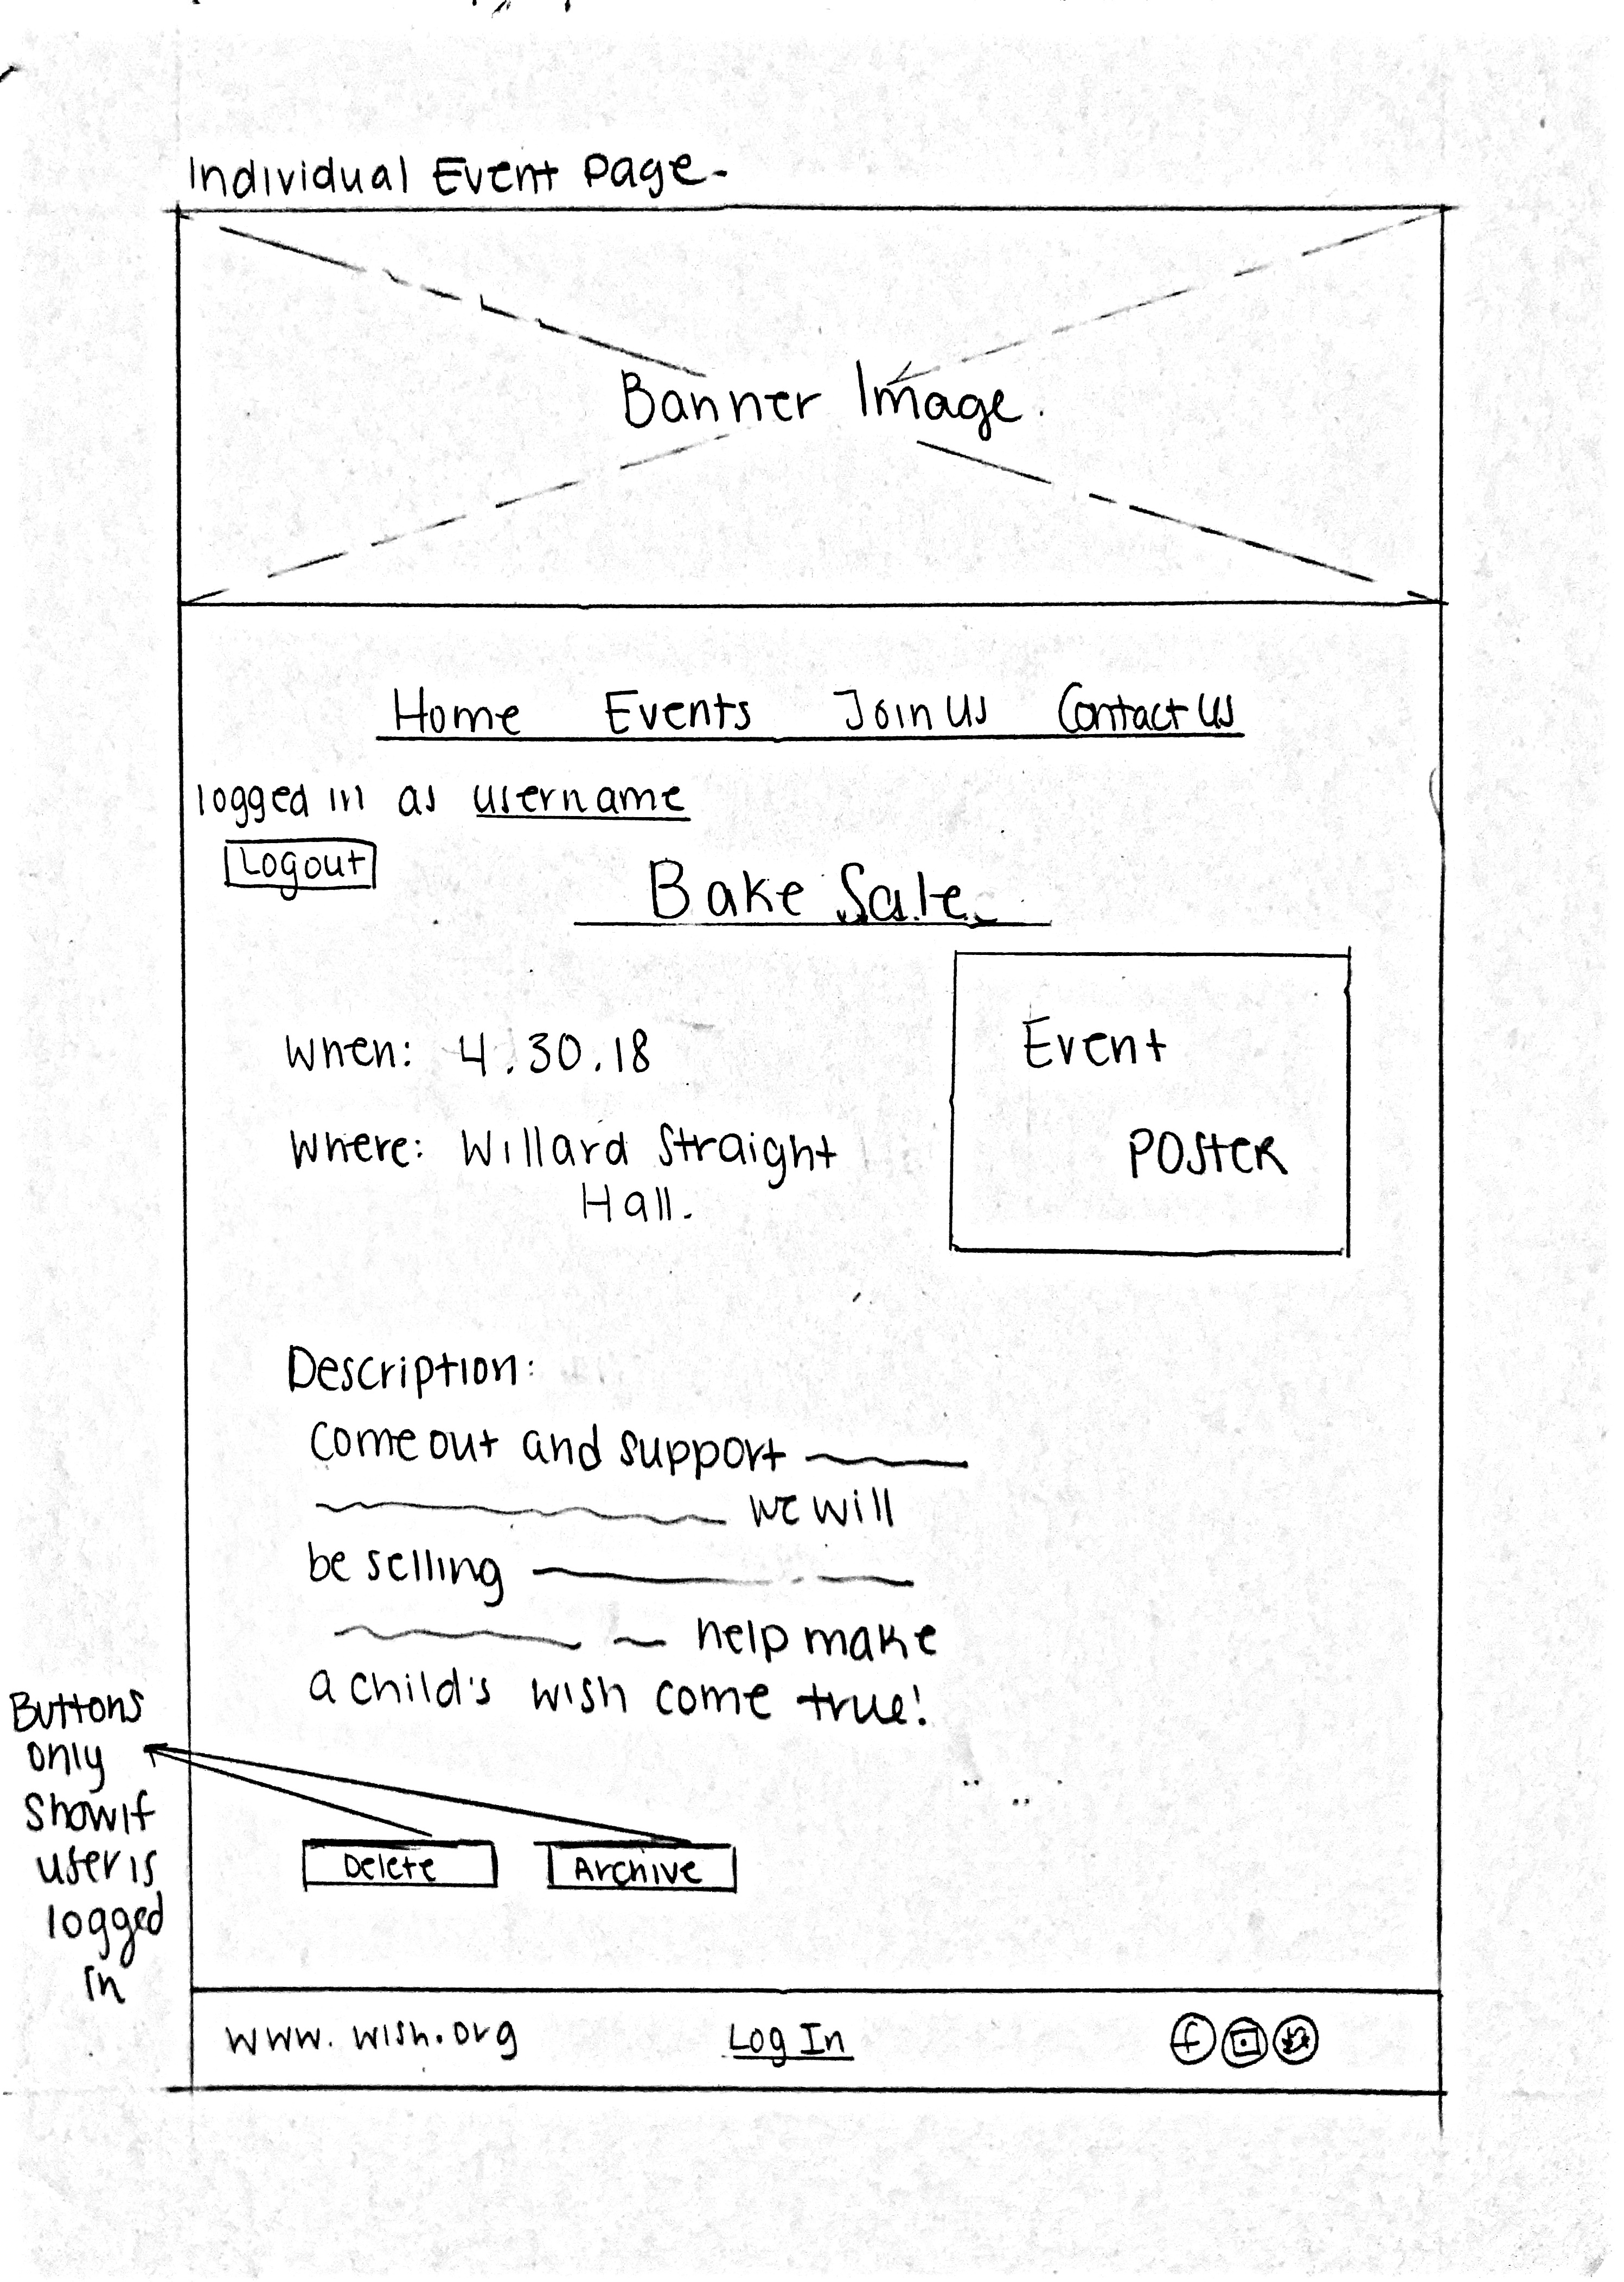 Individual Event Page-
Banner Image.
Home Events Join Us Contact Us
logged in as username
Logout
Bake Sale
When: 4.30.18
Where: Willard Straight
Hall.
Event
Poster
Description:
Come out and support
we will
be selling
help make
a child's wish come true!
Buttons
only
show if
user is
logged
in
Delete Archive
www.wish.org Log In f